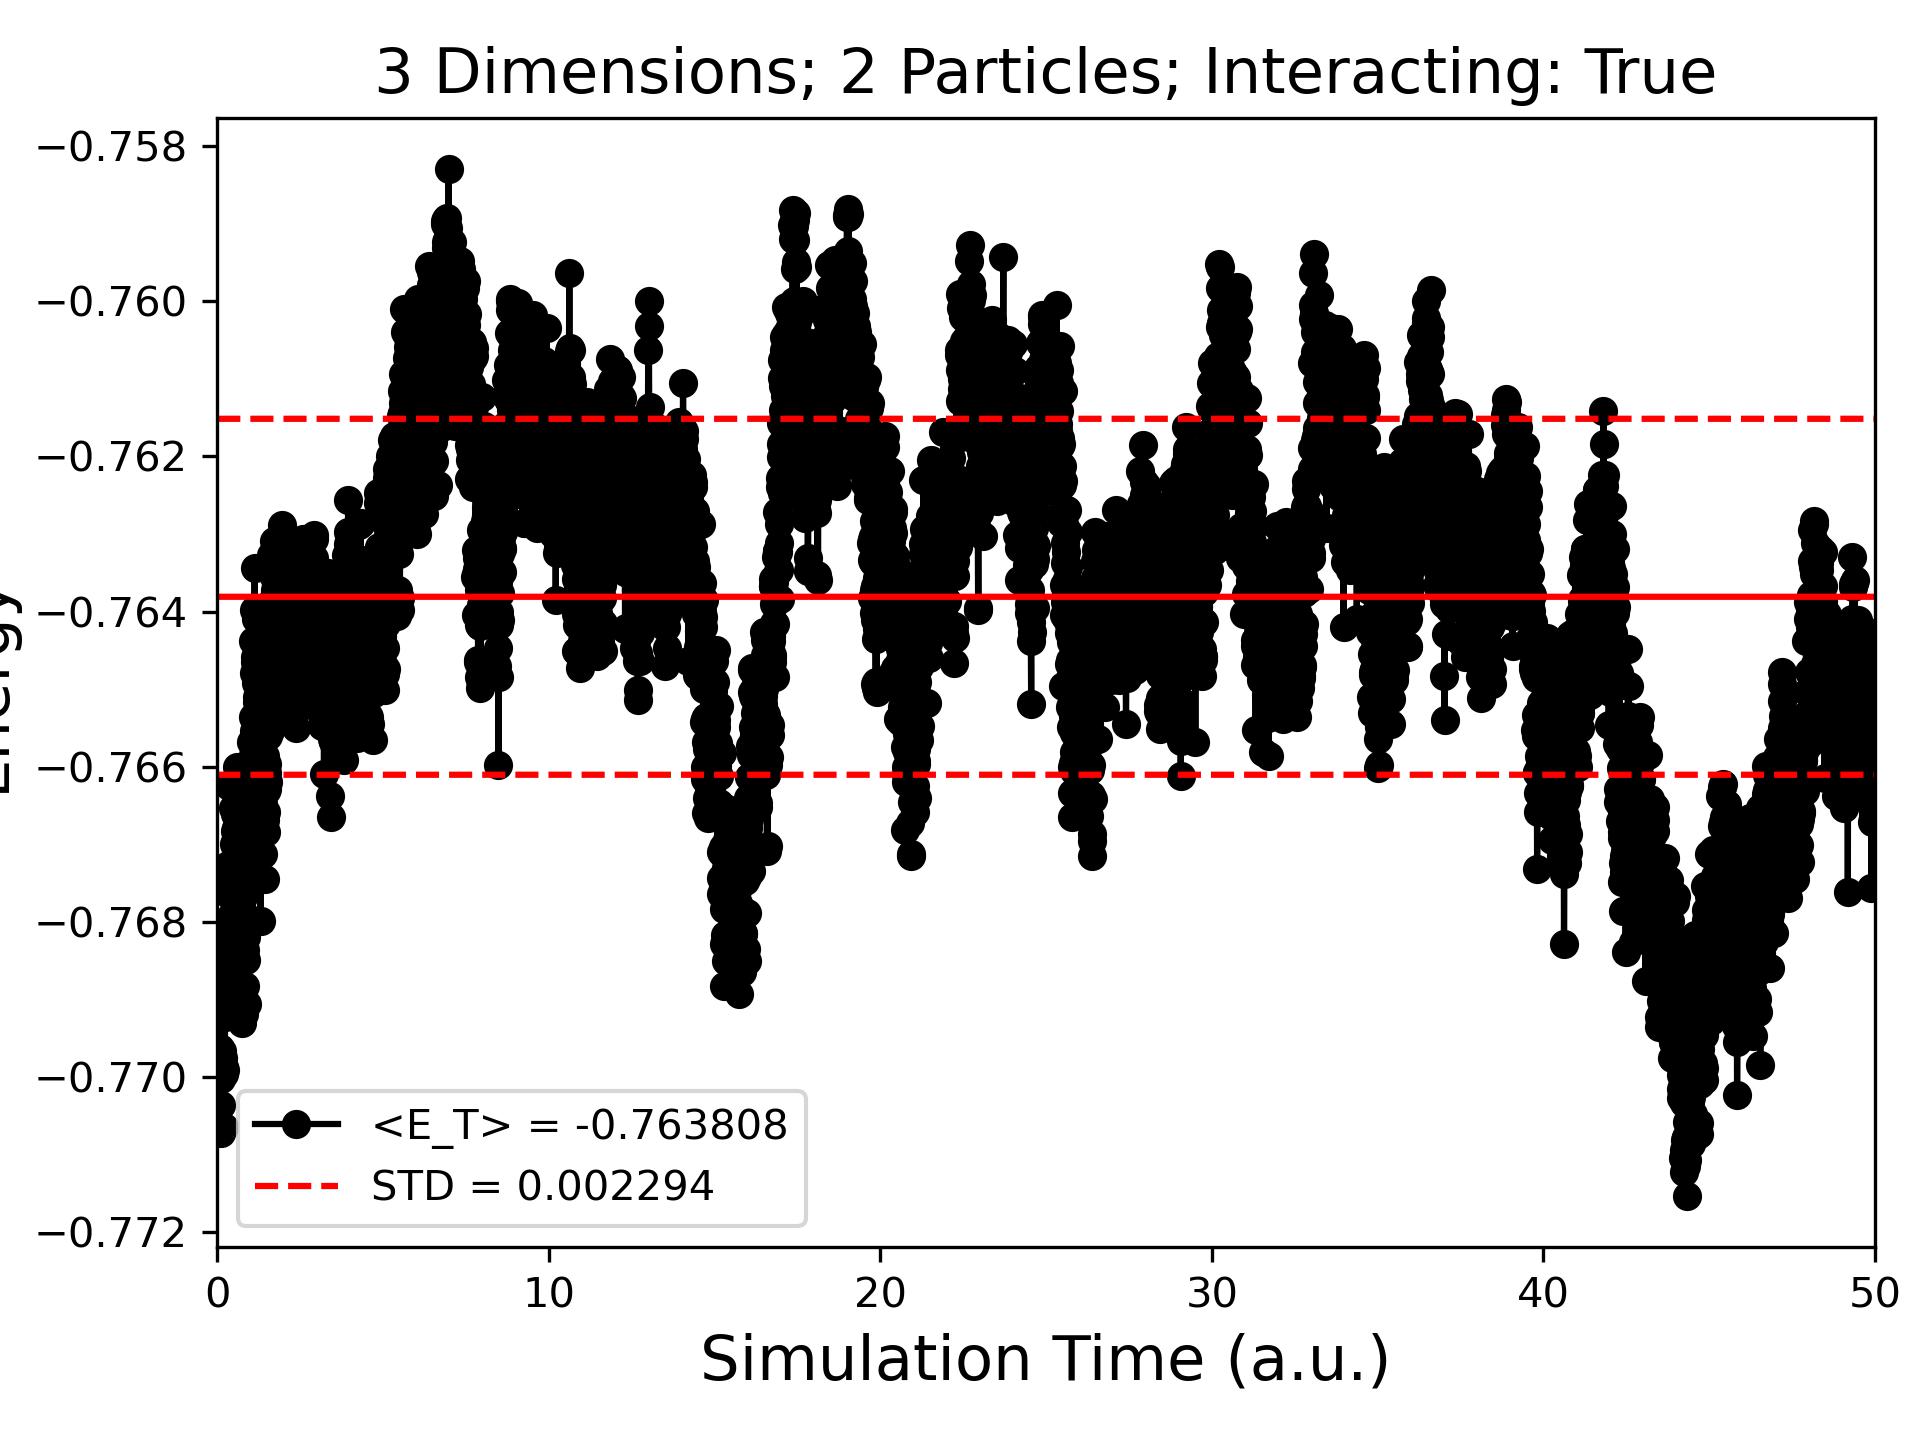 3 Dimensions; 2 Particles; Interacting: True
−0.758
−0.760
−0.762
−0.764
−0.766
−0.768
−0.770
−0.772
Energy
<E_T> = -0.763808
STD = 0.002294
0 10 20 30 40 50
Simulation Time (a.u.)